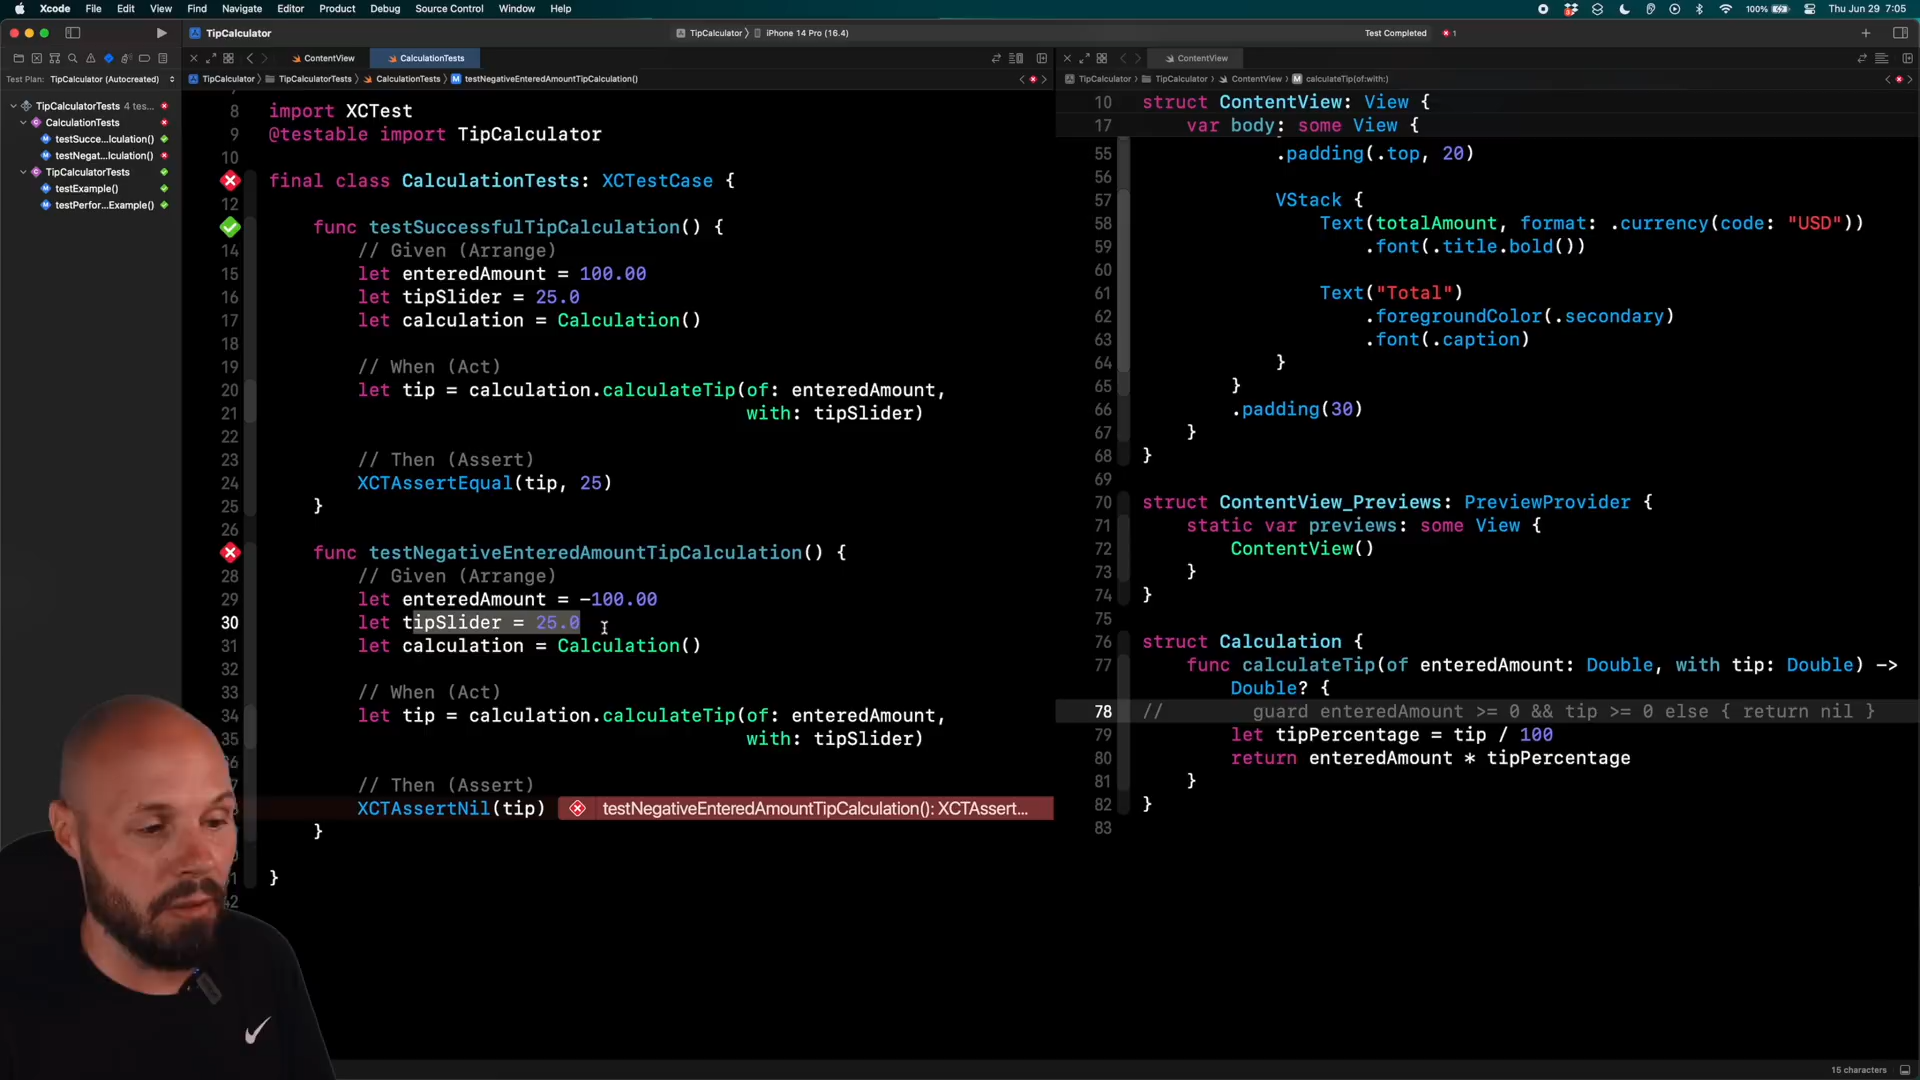 Xcode File Edit View Find Navigate Editor Product Debug Source Control Window Help
100% Thu Jun 29 7:05
TipCalculator
TipCalculator iPhone 14 Pro (16.4)
Test Completed 1
ContentView
CalculationTests
ContentView
Test Plan: TipCalculator (Autocreated)
TipCalculator TipCalculatorTests CalculationTests testNegativeEnteredAmountTipCalculation()
TipCalculator TipCalculator ContentView calculateTip(of:with:)
TipCalculatorTests 4 tes...
CalculationTests
testSucce...lculation()
testNegat...lculation()
TipCalculatorTests
testExample()
testPerfor...Example()
8 import XCTest
9 @testable import TipCalculator
10
final class CalculationTests: XCTestCase {
12
func testSuccessfulTipCalculation() {
14 // Given (Arrange)
15 let enteredAmount = 100.00
16 let tipSlider = 25.0
17 let calculation = Calculation()
18
19 // When (Act)
20 let tip = calculation.calculateTip(of: enteredAmount,
21 with: tipSlider)
22
23 // Then (Assert)
24 XCTAssertEqual(tip, 25)
25 }
26
func testNegativeEnteredAmountTipCalculation() {
28 // Given (Arrange)
29 let enteredAmount = -100.00
30 let tipSlider = 25.0
31 let calculation = Calculation()
32
33 // When (Act)
34 let tip = calculation.calculateTip(of: enteredAmount,
35 with: tipSlider)
// Then (Assert)
XCTAssertNil(tip) testNegativeEnteredAmountTipCalculation(): XCTAssert...
}
}
10 struct ContentView: View {
17 var body: some View {
55 .padding(.top, 20)
56
57 VStack {
58 Text(totalAmount, format: .currency(code: "USD"))
59 .font(.title.bold())
60
61 Text("Total")
62 .foregroundColor(.secondary)
63 .font(.caption)
64 }
65 }
66 .padding(30)
67 }
68 }
69
70 struct ContentView_Previews: PreviewProvider {
71 static var previews: some View {
72 ContentView()
73 }
74 }
75
76 struct Calculation {
77 func calculateTip(of enteredAmount: Double, with tip: Double) ->
Double? {
78 // guard enteredAmount >= 0 && tip >= 0 else { return nil }
79 let tipPercentage = tip / 100
80 return enteredAmount * tipPercentage
81 }
82 }
83
15 characters